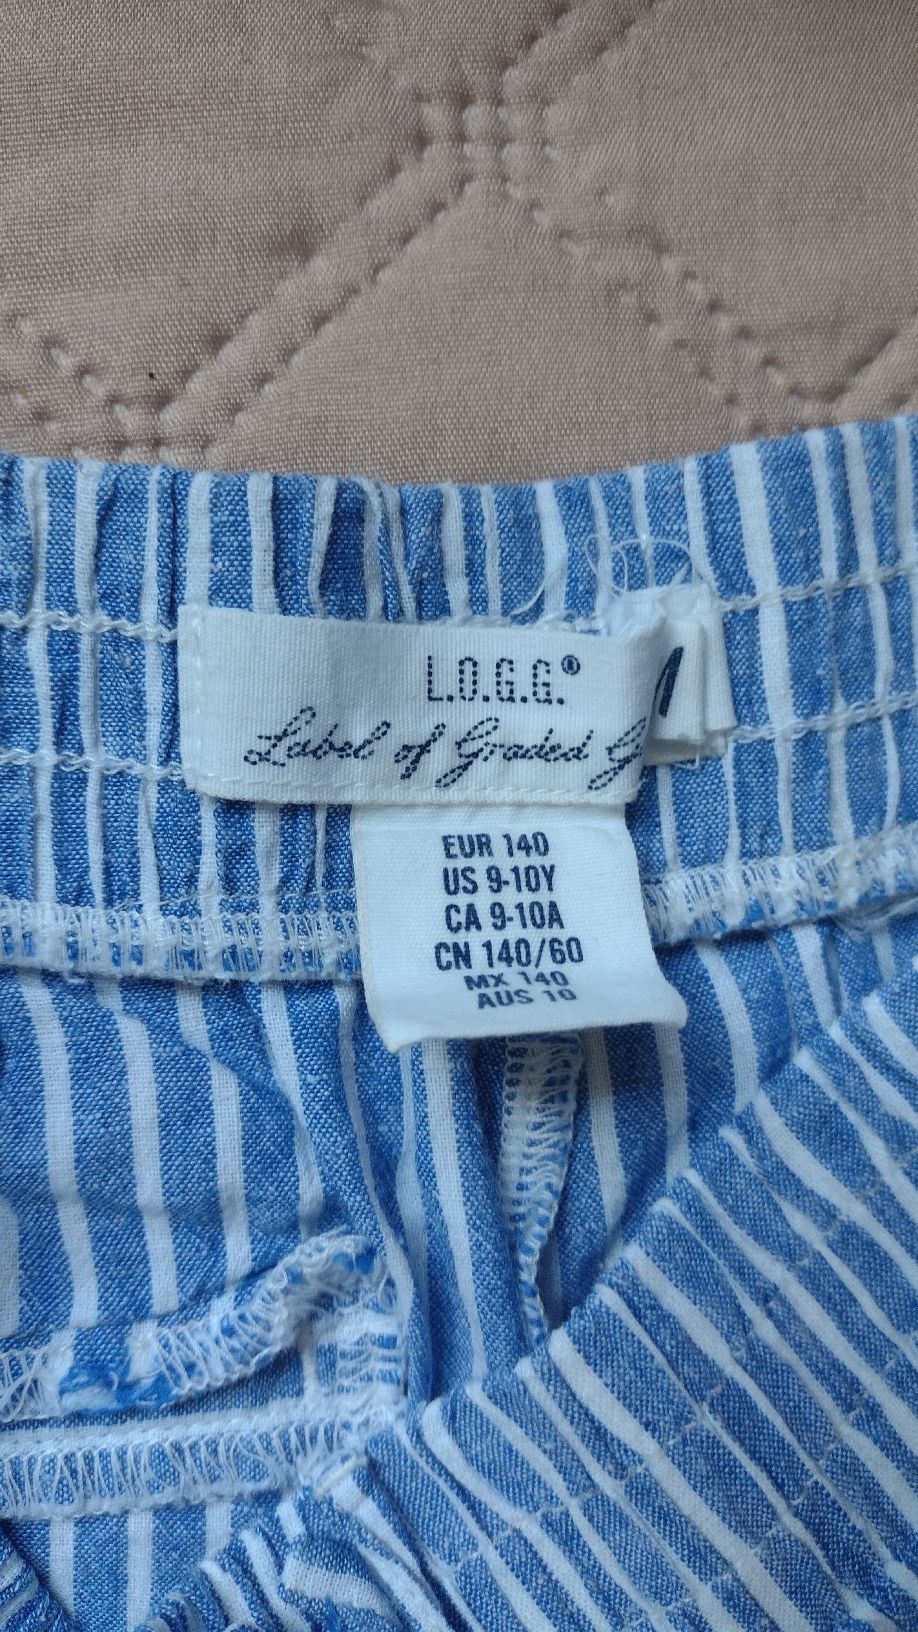 L.O.G.G.®
Label of Graded
EUR 140
US 9-10Y
CA 9-10A
CN 140/60
MX 140
AUS 10